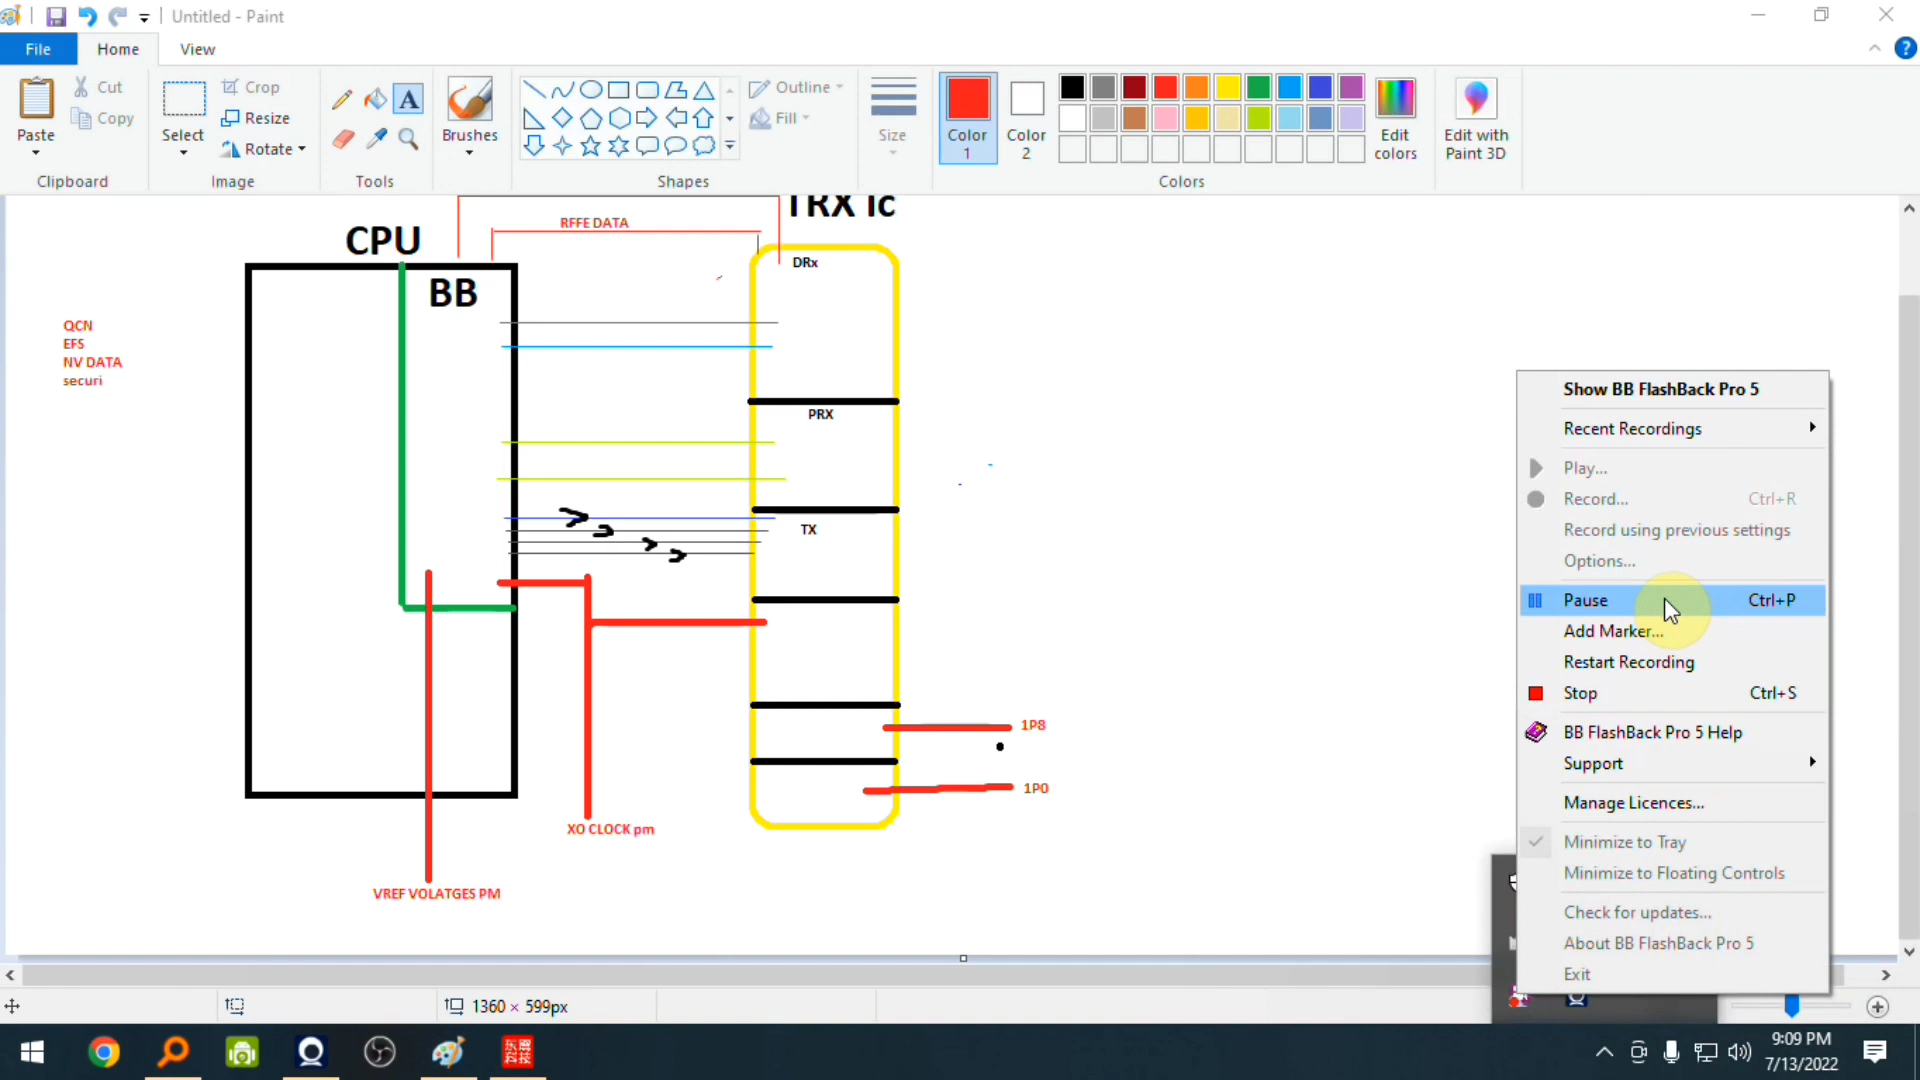 Untitled - Paint
File
Home
View
Paste
Cut
Copy
Clipboard
Select
Crop
Resize
Rotate
Image
A
Tools
Brushes
Shapes
Outline
Fill
Size
Color 1
Color 2
Edit colors
Colors
Edit with Paint 3D
TRX Ic
RFFE DATA
CPU
BB
DRx
QCN
EFS
NV DATA
securi
PRX
TX
1P8
1P0
XO CLOCK pm
VREF VOLATGES PM
Show BB FlashBack Pro 5
Recent Recordings
Play...
Record... Ctrl+R
Record using previous settings
Options...
Pause Ctrl+P
Add Marker...
Restart Recording
Stop Ctrl+S
BB FlashBack Pro 5 Help
Support
Manage Licences...
Minimize to Tray
Minimize to Floating Controls
Check for updates...
About BB FlashBack Pro 5
Exit
1360 × 599px
东震科技
9:09 PM
7/13/2022